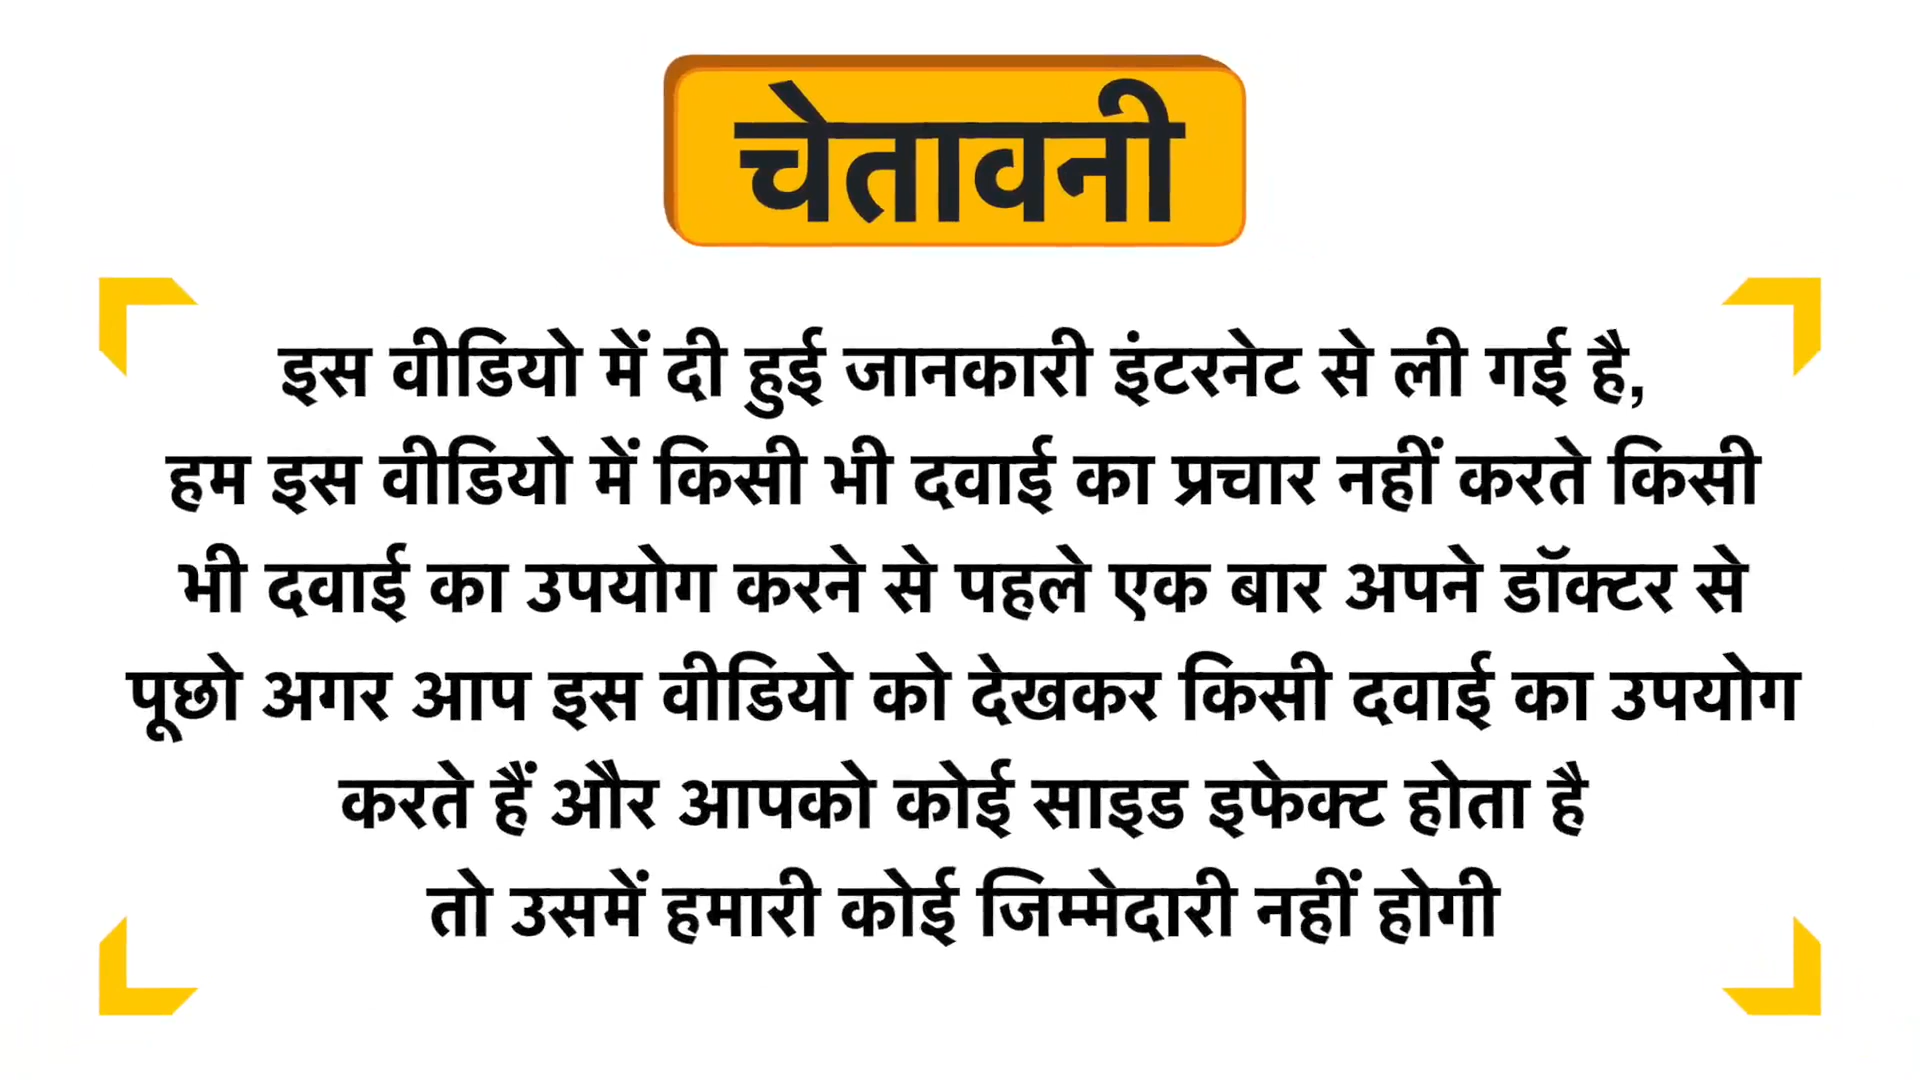 चेतावनी
इस वीडियो में दी हुई जानकारी इंटरनेट से ली गई है,
हम इस वीडियो में किसी भी दवाई का प्रचार नहीं करते किसी
भी दवाई का उपयोग करने से पहले एक बार अपने डॉक्टर से
पूछो अगर आप इस वीडियो को देखकर किसी दवाई का उपयोग
करते हैं और आपको कोई साइड इफेक्ट होता है
तो उसमें हमारी कोई जिम्मेदारी नहीं होगी